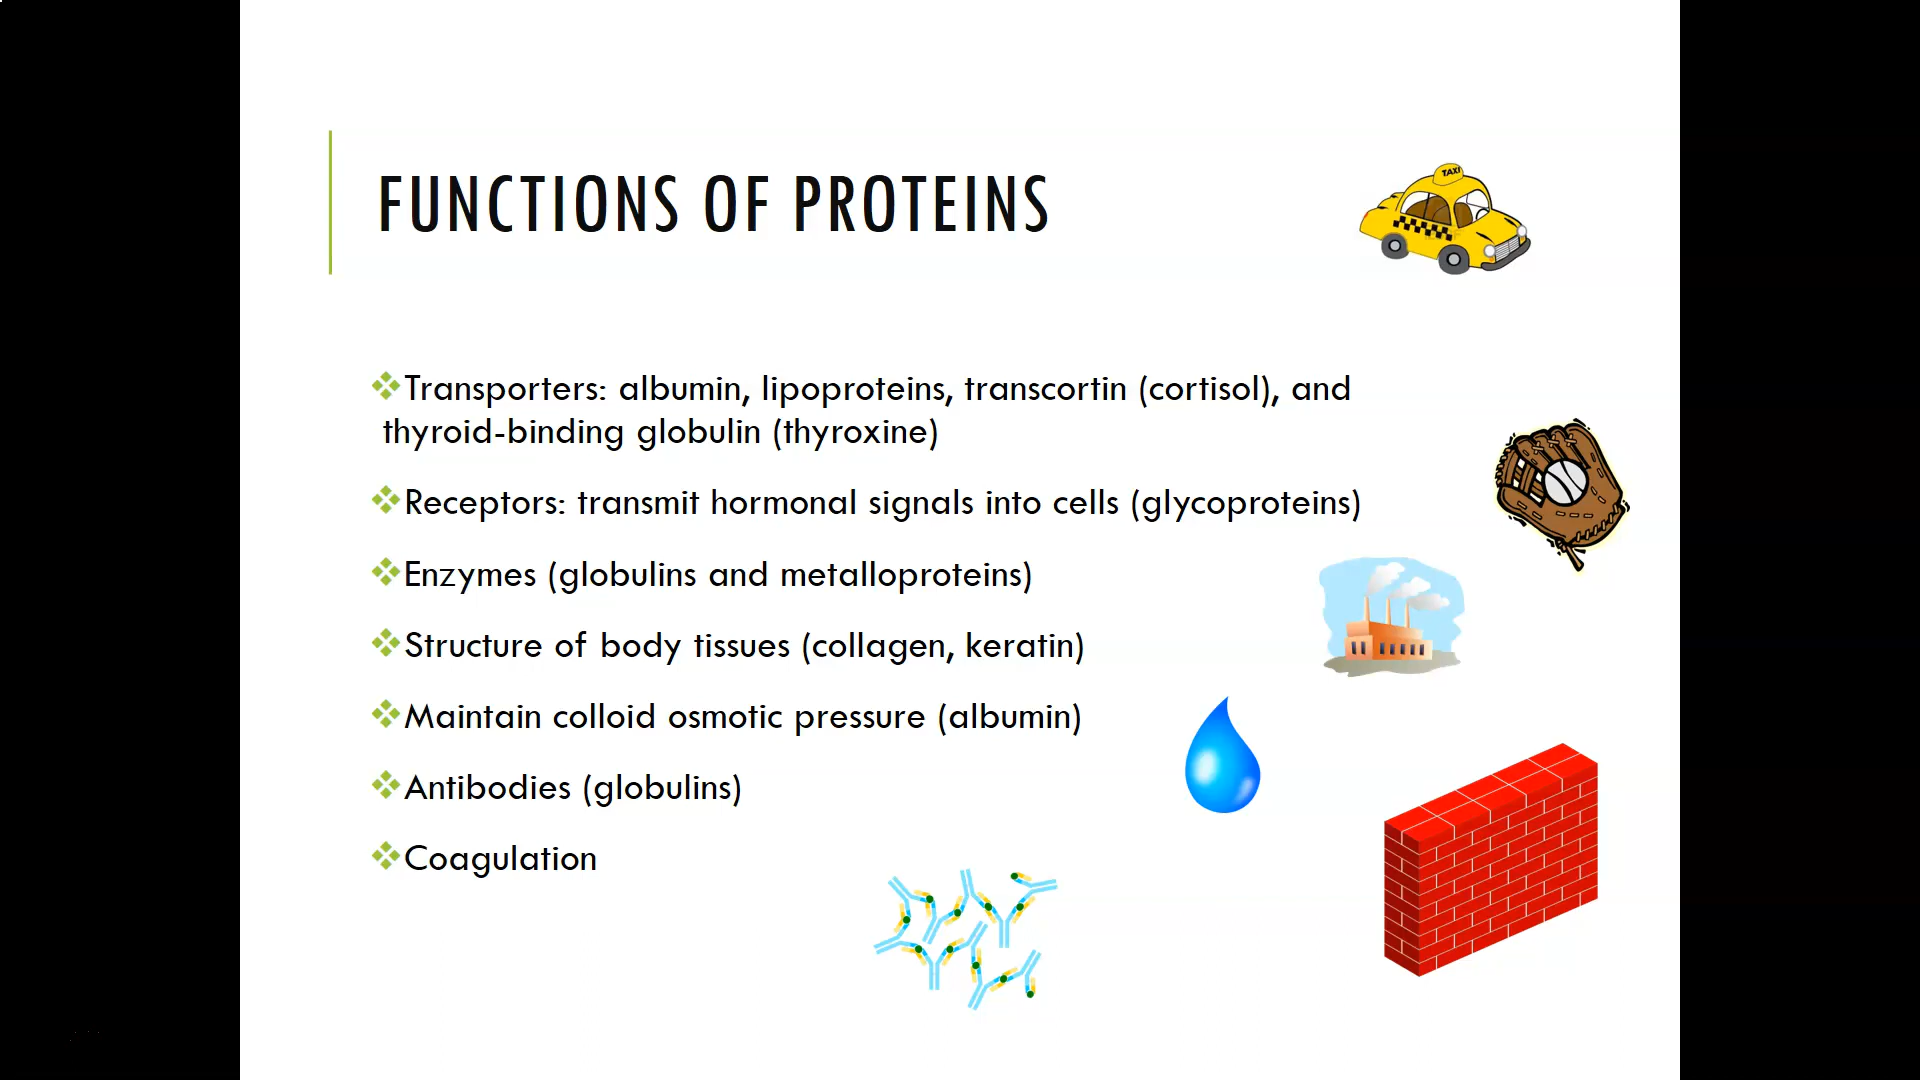 FUNCTIONS OF PROTEINS
TAXI
Transporters: albumin, lipoproteins, transcortin (cortisol), and
thyroid-binding globulin (thyroxine)
Receptors: transmit hormonal signals into cells (glycoproteins)
Enzymes (globulins and metalloproteins)
Structure of body tissues (collagen, keratin)
Maintain colloid osmotic pressure (albumin)
Antibodies (globulins)
Coagulation